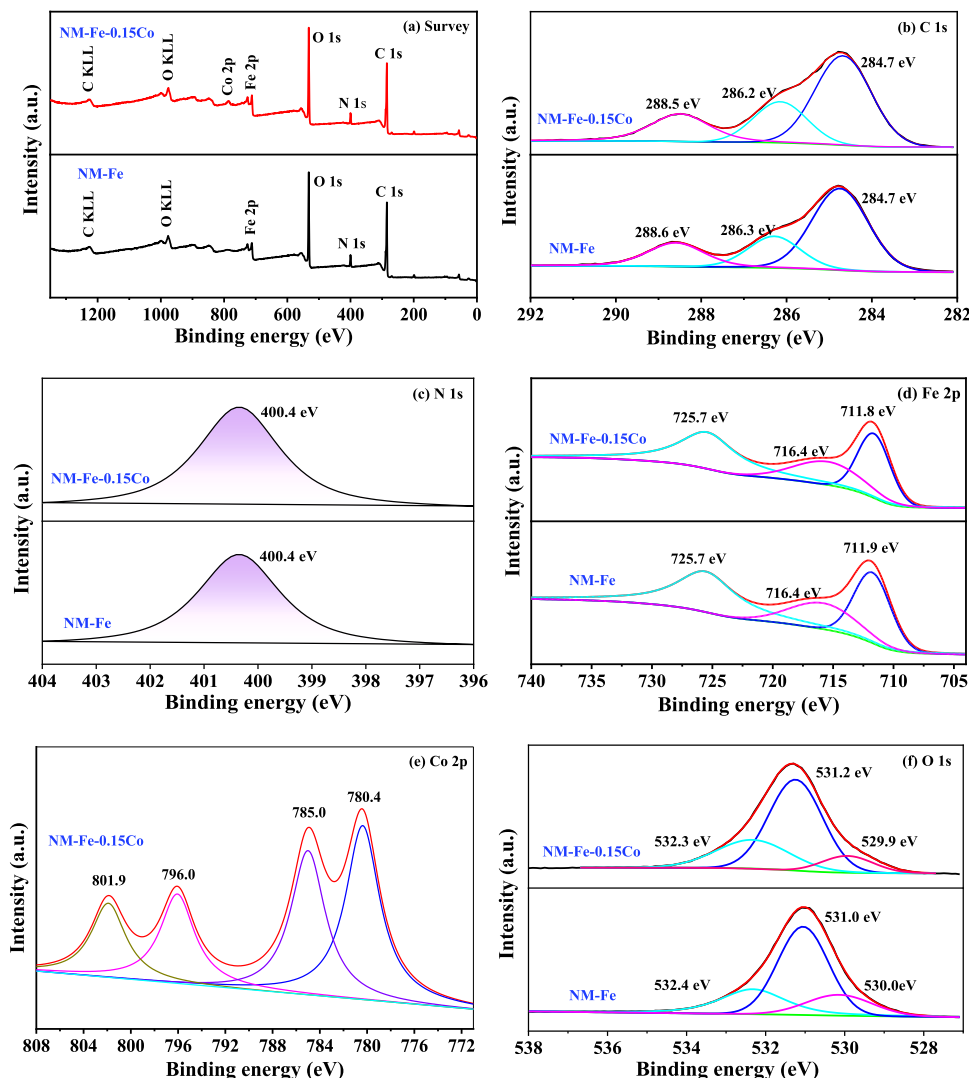 (a) Survey
NM-Fe-0.15Co
C KLL
O KLL
Co 2p
Fe 2p
O 1s
N 1s
C 1s
NM-Fe
C KLL
O KLL
Fe 2p
O 1s
N 1s
C 1s
Intensity (a.u.)
1200 1000 800 600 400 200 0
Binding energy (eV)
(b) C 1s
284.7 eV
286.2 eV
288.5 eV
NM-Fe-0.15Co
284.7 eV
286.3 eV
288.6 eV
NM-Fe
Intensity (a.u.)
292 290 288 286 284 282
Binding energy (eV)
(c) N 1s
400.4 eV
NM-Fe-0.15Co
400.4 eV
NM-Fe
Intensity (a.u.)
404 403 402 401 400 399 398 397 396
Binding energy (eV)
(d) Fe 2p
711.8 eV
725.7 eV
NM-Fe-0.15Co
716.4 eV
711.9 eV
725.7 eV
NM-Fe
716.4 eV
Intensity (a.u.)
740 735 730 725 720 715 710 705
Binding energy (eV)
(e) Co 2p
780.4
785.0
NM-Fe-0.15Co
801.9
796.0
Intensity (a.u.)
808 804 800 796 792 788 784 780 776 772
Binding energy (eV)
(f) O 1s
531.2 eV
532.3 eV
529.9 eV
NM-Fe-0.15Co
531.0 eV
532.4 eV
530.0eV
NM-Fe
Intensity (a.u.)
538 536 534 532 530 528
Binding energy (eV)